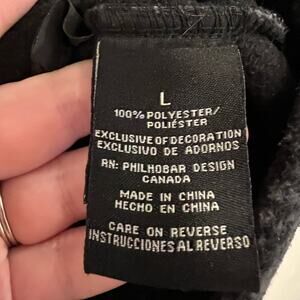 L
100% POLYESTER/
POLIÉSTER
EXCLUSIVE OF DECORATION
EXCLUSIVO DE ADORNOS
RN: PHILHOBAR DESIGN
CANADA
MADE IN CHINA
HECHO EN CHINA
CARE ON REVERSE
INSTRUCCIONES AL REVERSO